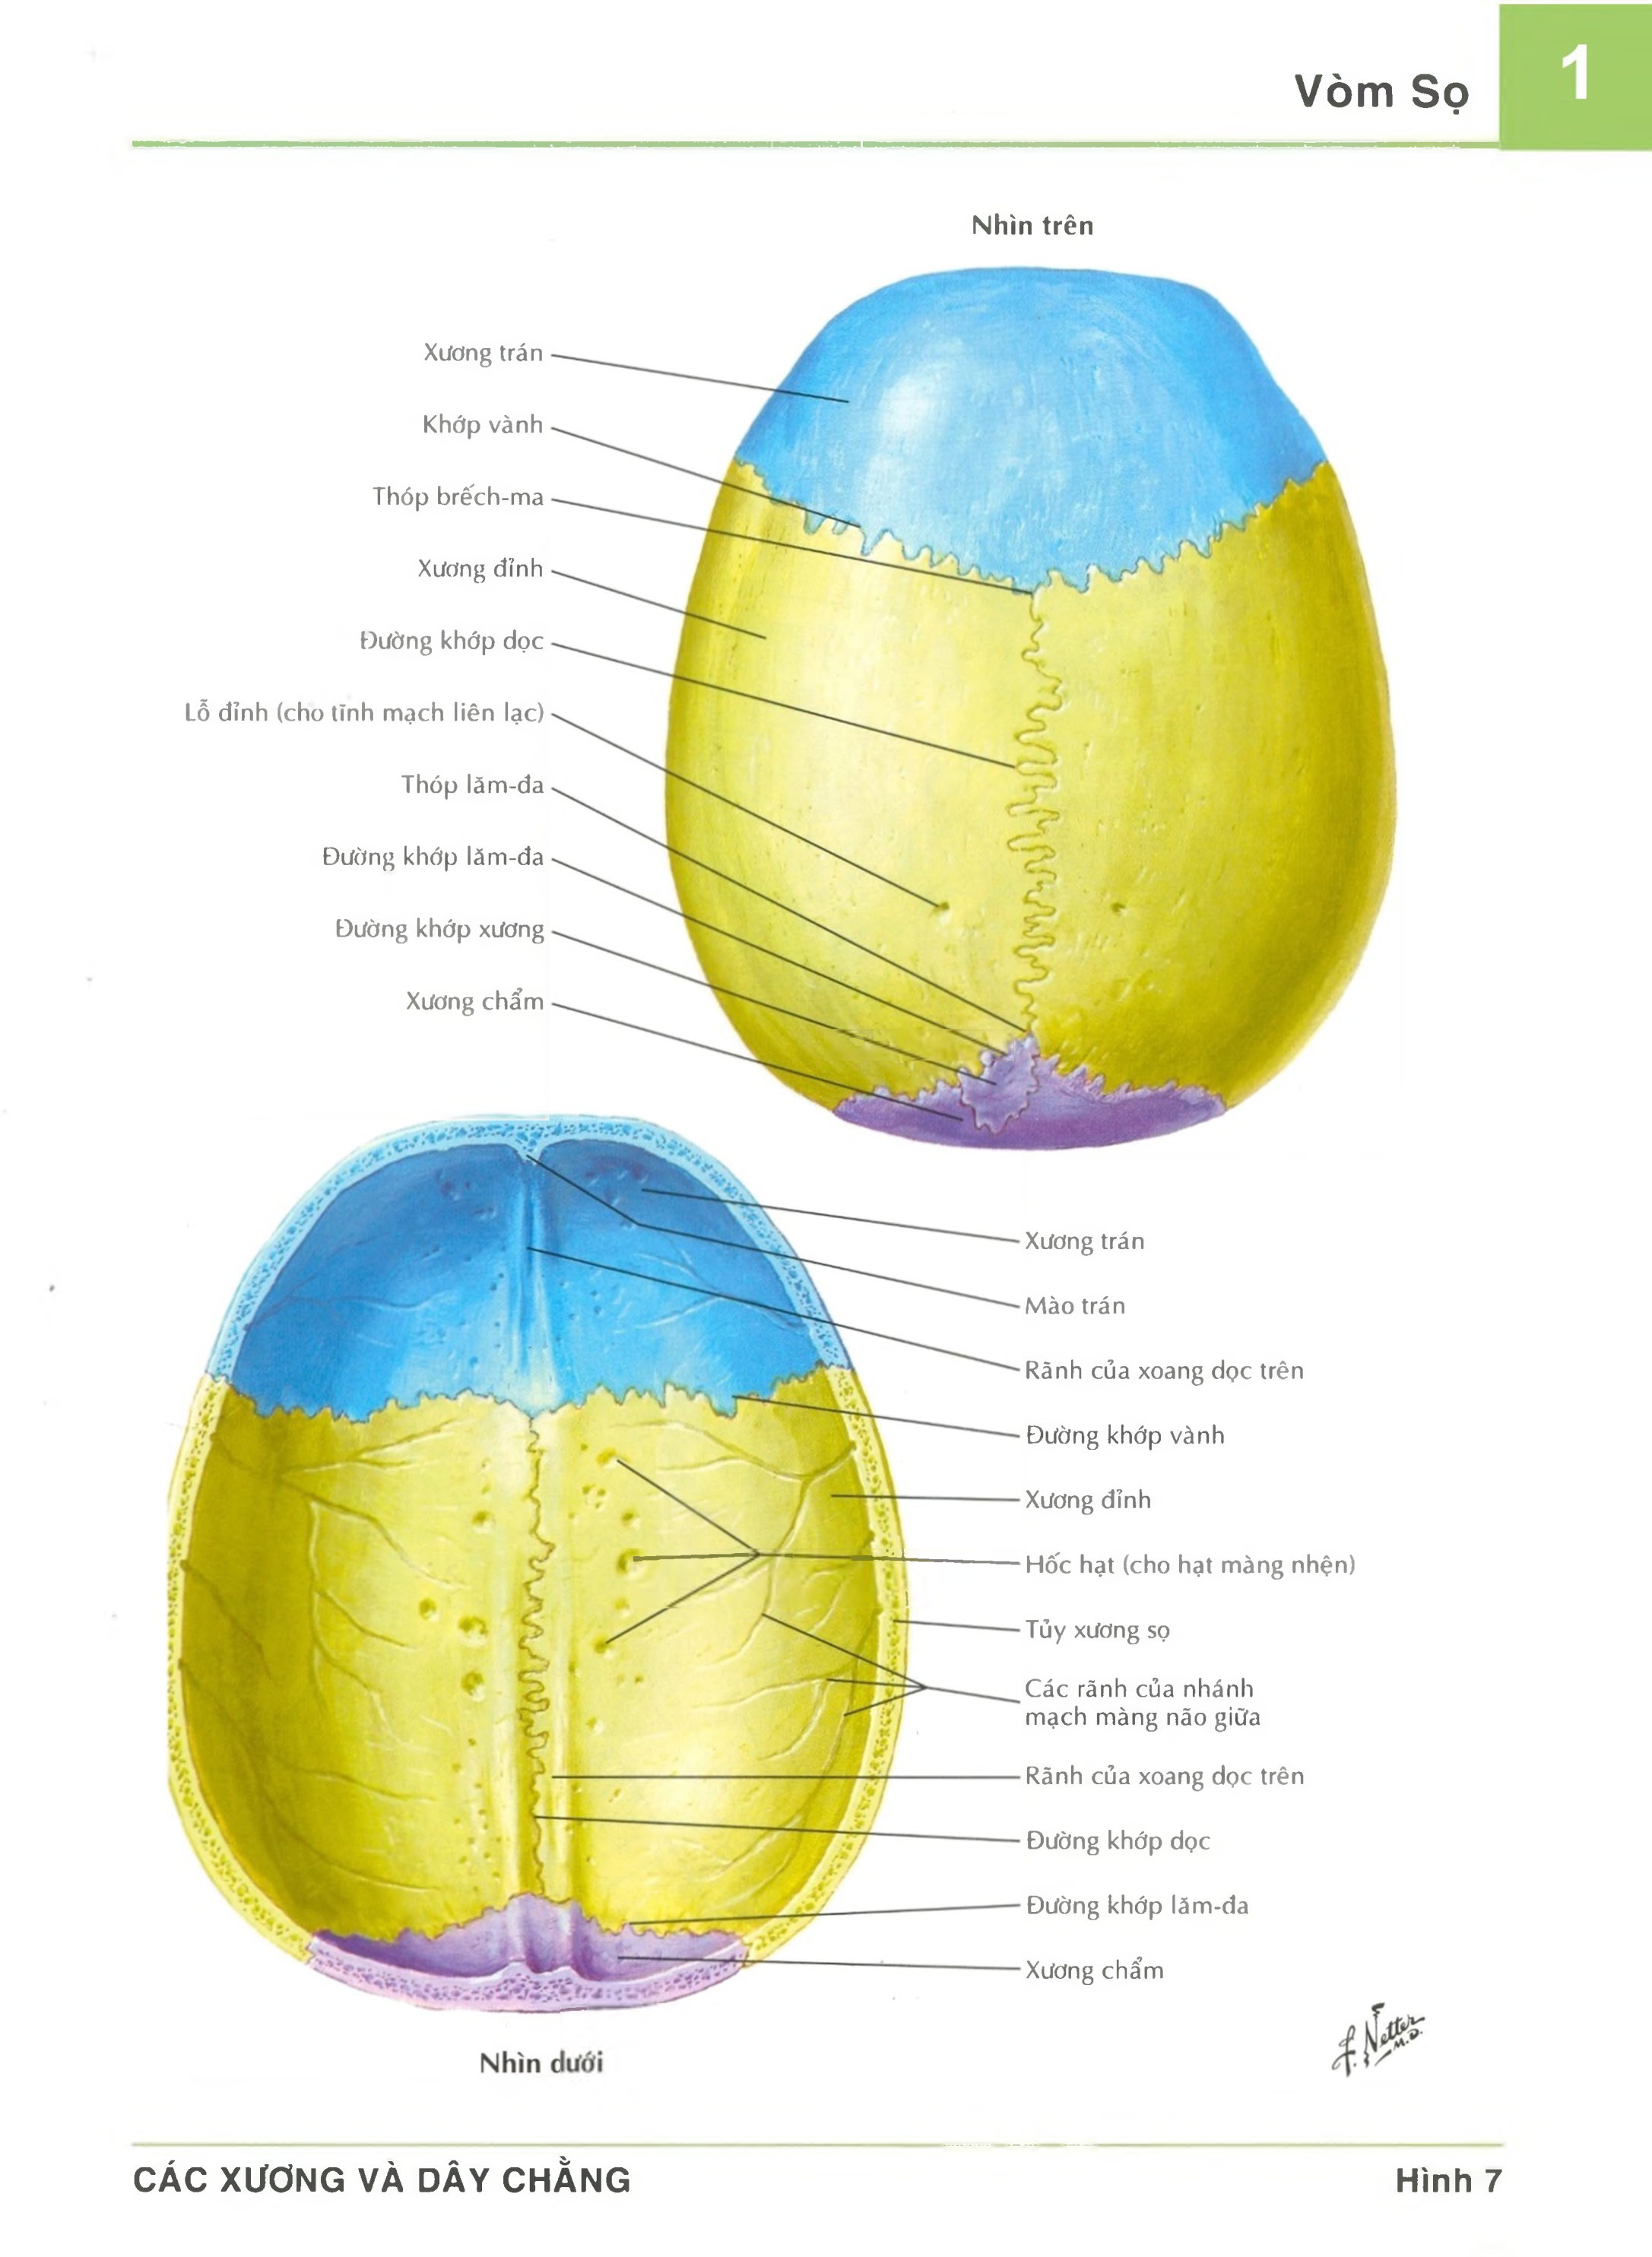 Vòm Sọ
1
Nhìn trên
Xương trán
Khớp vành
Thóp brếch-ma
Xương đỉnh
Đường khớp dọc
Lỗ đỉnh (cho tĩnh mạch liên lạc)
Thóp lăm-đa
Đường khớp lăm-đa
Đường khớp xương
Xương chẩm
Xương trán
Mào trán
Rãnh của xoang dọc trên
Đường khớp vành
Xương đỉnh
Hốc hạt (cho hạt màng nhện)
Tủy xương sọ
Các rãnh của nhánh
mạch màng não giữa
Rãnh của xoang dọc trên
Đường khớp dọc
Đường khớp lăm-đa
Xương chẩm
F. Netter
M.D.
Nhìn dưới
CÁC XƯƠNG VÀ DÂY CHẰNG
Hình 7